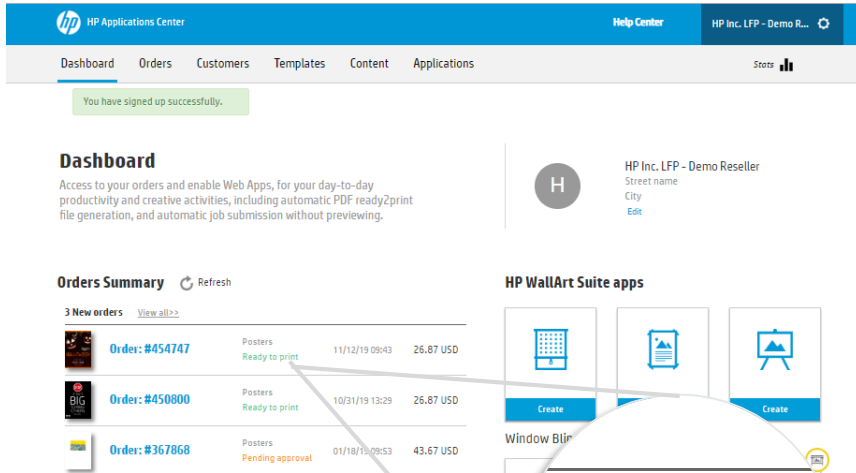 hp HP Applications Center
Help Center
HP Inc. LFP - Demo R...
Dashboard Orders Customers Templates Content Applications
Stats
You have signed up successfully.
Dashboard
Access to your orders and enable Web Apps, for your day-to-day
productivity and creative activities, including automatic PDF ready2print
file generation, and automatic job submission without previewing.
H
HP Inc. LFP - Demo Reseller
Street name
City
Edit
Orders Summary Refresh
3 New orders View all>>
Order: #454747 Posters
Ready to print 11/12/19 09:43 26.87 USD
BIG
Order: #450800 Posters
Ready to print 10/31/19 13:29 26.87 USD
Order: #367868 Posters
Pending approval 01/18/19 09:53 43.67 USD
HP WallArt Suite apps
Create
Create
Window